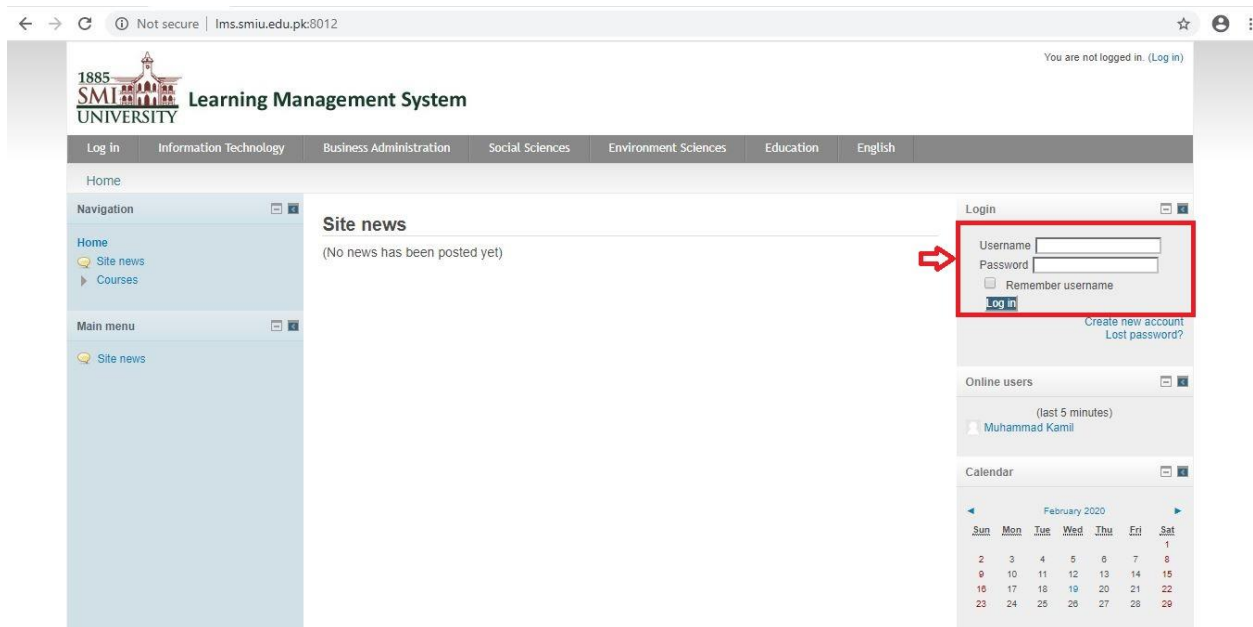 Not secure | lms.smiu.edu.pk:8012
You are not logged in. (Log in)
1885
SMI
UNIVERSITY
Learning Management System
Log in Information Technology Business Administration Social Sciences Environment Sciences Education English
Home
Navigation
Home
Site news
Courses
Main menu
Site news
Site news
(No news has been posted yet)
Login
Username
Password
Remember username
Log in
Create new account
Lost password?
Online users
(last 5 minutes)
Muhammad Kamil
Calendar
February 2020
Sun Mon Tue Wed Thu Fri Sat
1
2 3 4 5 6 7 8
9 10 11 12 13 14 15
16 17 18 19 20 21 22
23 24 25 26 27 28 29